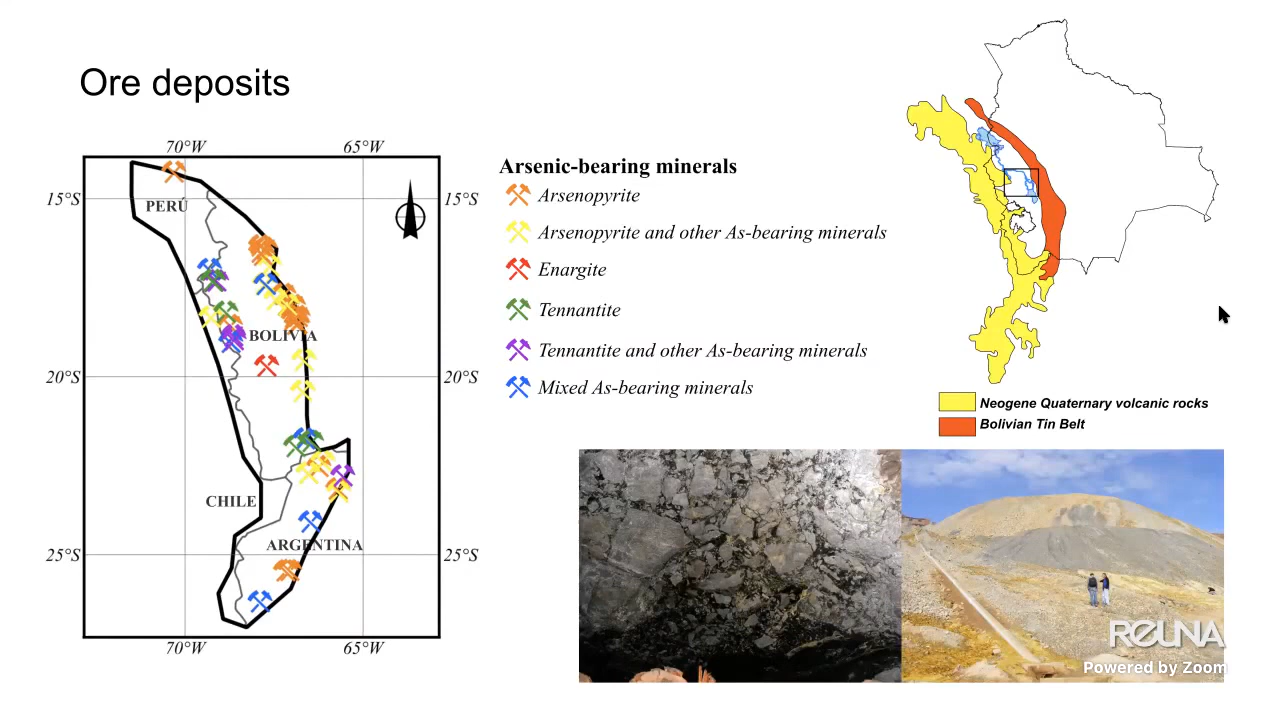 Ore deposits
70°W
65°W
15°S
15°S
PERÚ
BOLIVIA
20°S
20°S
CHILE
ARGENTINA
25°S
25°S
70°W
65°W
Arsenic-bearing minerals
Arsenopyrite
Arsenopyrite and other As-bearing minerals
Enargite
Tennantite
Tennantite and other As-bearing minerals
Mixed As-bearing minerals
Neogene Quaternary volcanic rocks
Bolivian Tin Belt
REUNA
Powered by Zoom